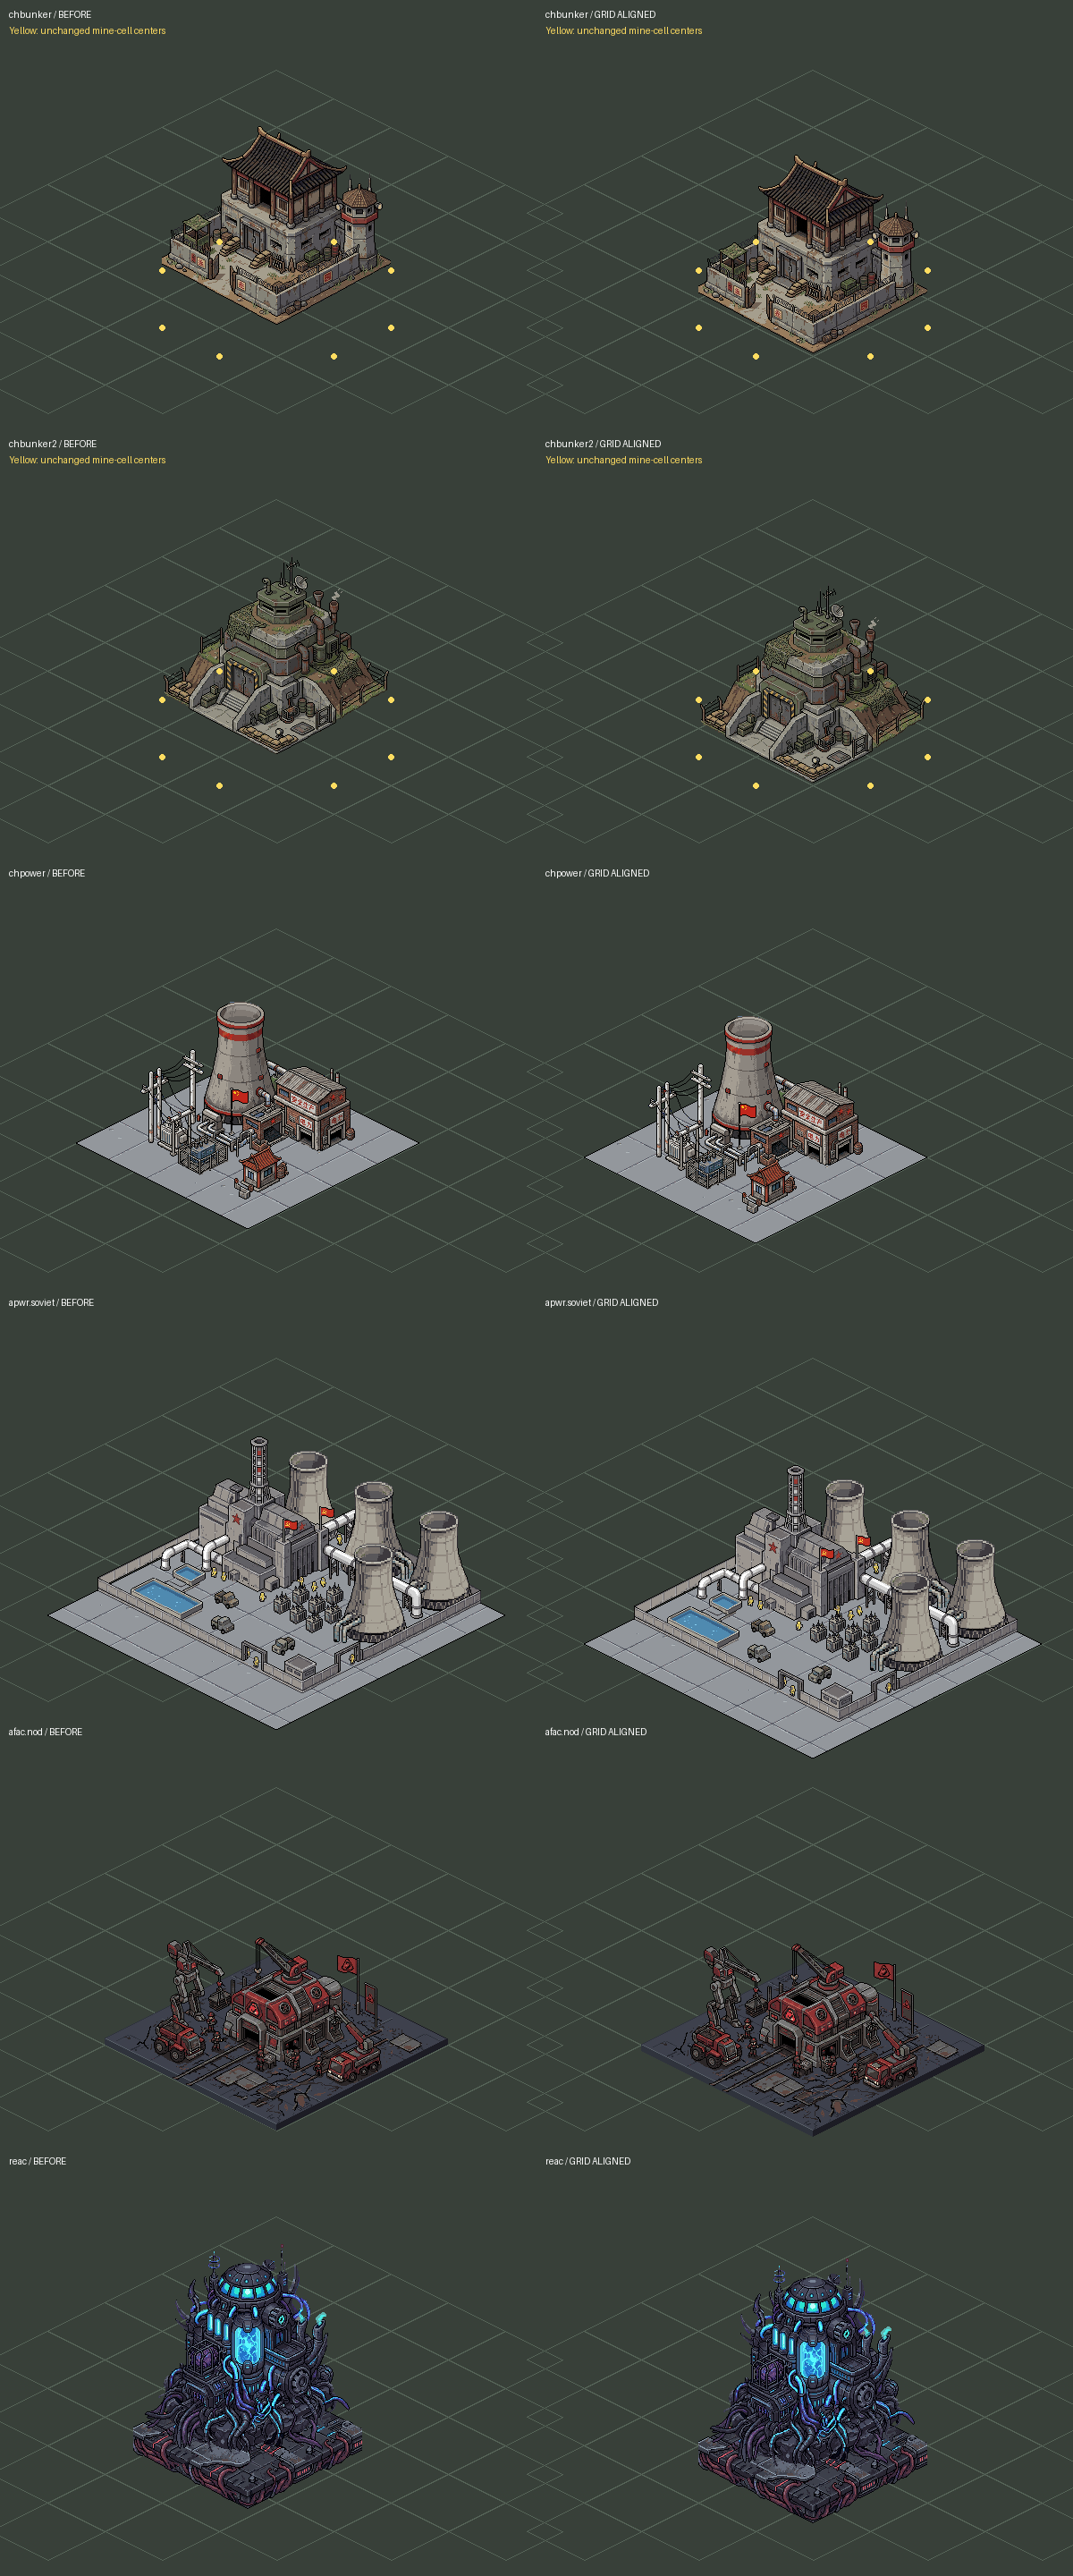 chbunker / BEFORE
Yellow: unchanged mine-cell centers
chbunker / GRID ALIGNED
Yellow: unchanged mine-cell centers
chbunker2 / BEFORE
Yellow: unchanged mine-cell centers
chbunker2 / GRID ALIGNED
Yellow: unchanged mine-cell centers
chpower / BEFORE
chpower / GRID ALIGNED
apwr.soviet / BEFORE
apwr.soviet / GRID ALIGNED
afac.nod / BEFORE
afac.nod / GRID ALIGNED
reac / BEFORE
reac / GRID ALIGNED